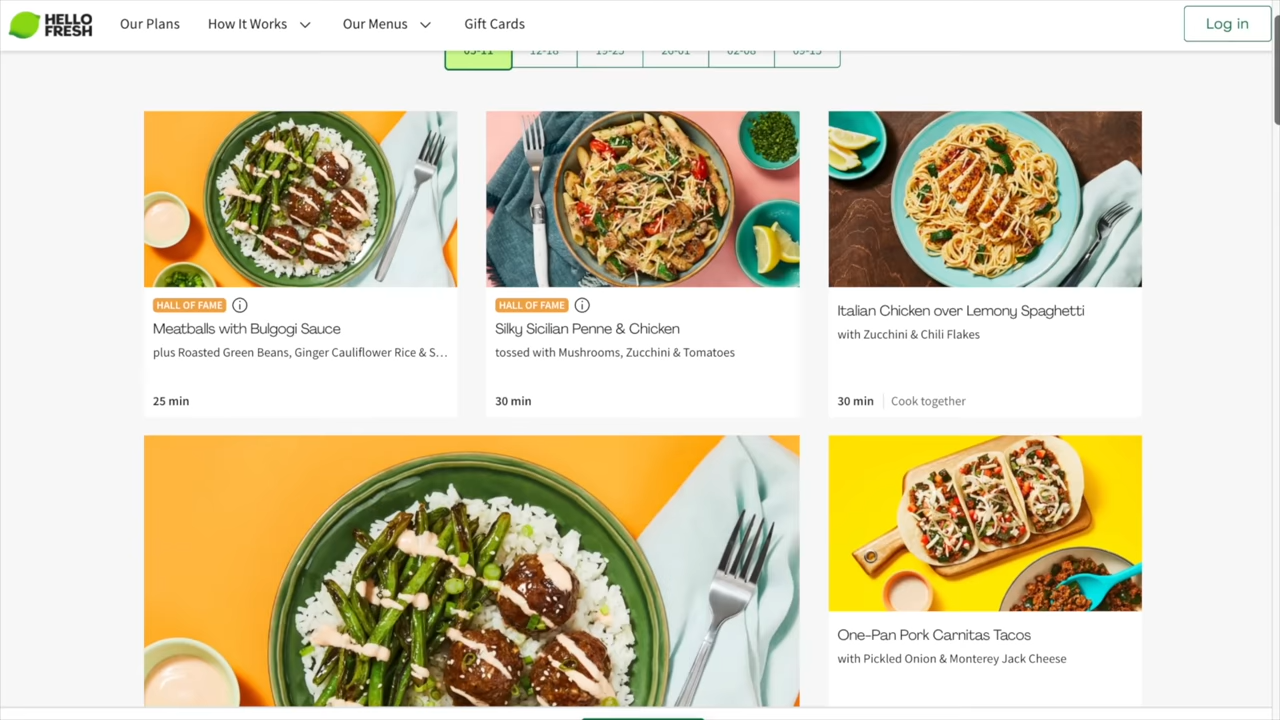 HELLO
FRESH
Our Plans
How It Works
Our Menus
Gift Cards
Log in
HALL OF FAME
Meatballs with Bulgogi Sauce
plus Roasted Green Beans, Ginger Cauliflower Rice & S…
25 min
HALL OF FAME
Silky Sicilian Penne & Chicken
tossed with Mushrooms, Zucchini & Tomatoes
30 min
Italian Chicken over Lemony Spaghetti
with Zucchini & Chili Flakes
30 min
Cook together
One-Pan Pork Carnitas Tacos
with Pickled Onion & Monterey Jack Cheese